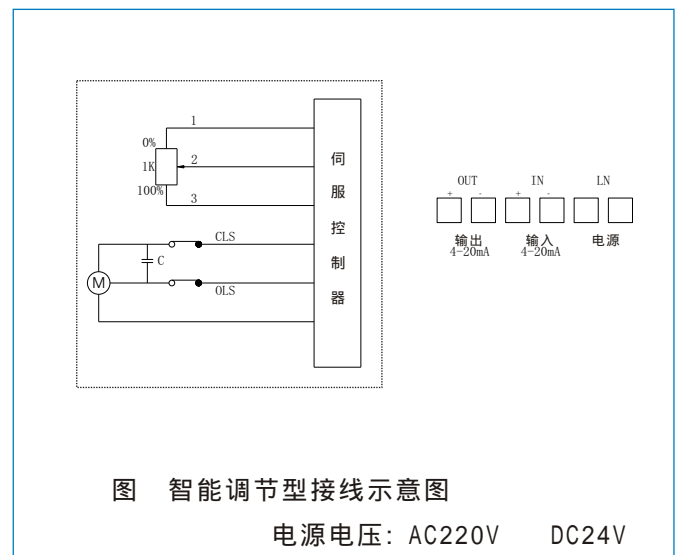 1
0%
1K
2
100%
3
伺服控制器
CLS
C
M
OLS
OUT IN LN
+ - + -
输出 输入 电源
4-20mA 4-20mA
图 智能调节型接线示意图
电源电压: AC220V DC24V